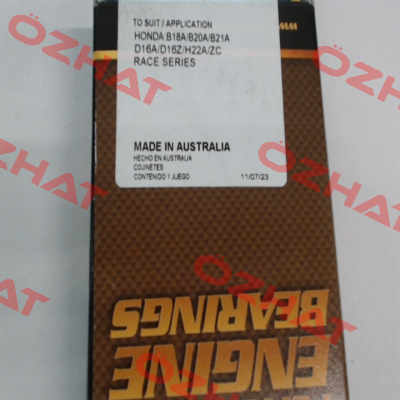 TO SUIT / APPLICATION
HONDA B18A/B20A/B21A
D16A/D16Z/H22A/ZC
RACE SERIES
MADE IN AUSTRALIA
HECHO EN AUSTRALIA
COJINETES
CONTENIDO 1 JUEGO 11/07/23
ENGINE
BEARINGS
ÖZHAT
ÖZHAT
ÖZHAT
ÖZHAT
ÖZHAT